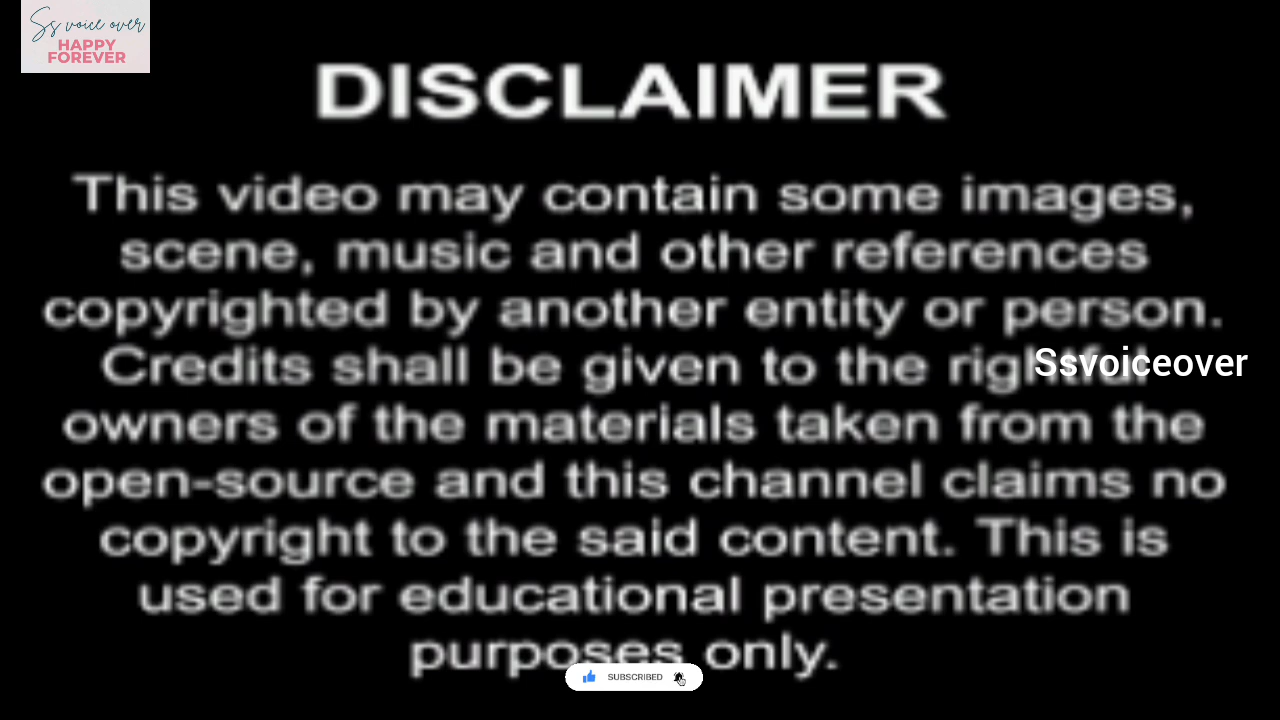 Ss voice over
HAPPY
FOREVER
DISCLAIMER
This video may contain some images,
scene, music and other references
copyrighted by another entity or person.
Credits shall be given to the rightful
Ssvoiceover
owners of the materials taken from the
open-source and this channel claims no
copyright to the said content. This is
used for educational presentation
purposes only.
SUBSCRIBED